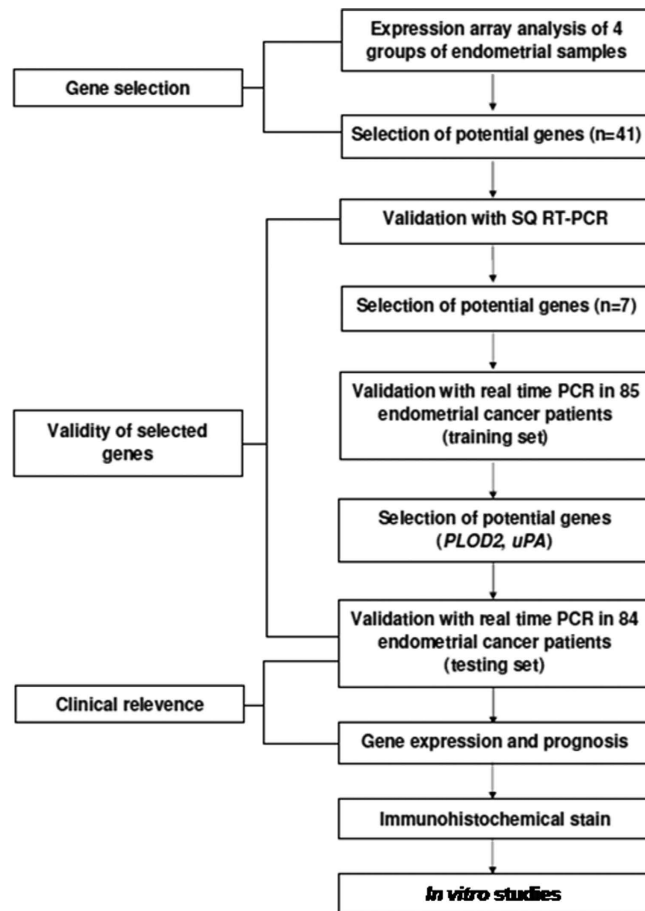 Expression array analysis of 4
groups of endometrial samples
Gene selection
Selection of potential genes (n=41)
Validation with SQ RT-PCR
Selection of potential genes (n=7)
Validation with real time PCR in 85
endometrial cancer patients
(training set)
Validity of selected
genes
Selection of potential genes
(PLOD2, uPA)
Validation with real time PCR in 84
endometrial cancer patients
(testing set)
Clinical relevence
Gene expression and prognosis
Immunohistochemical stain
In vitro studies